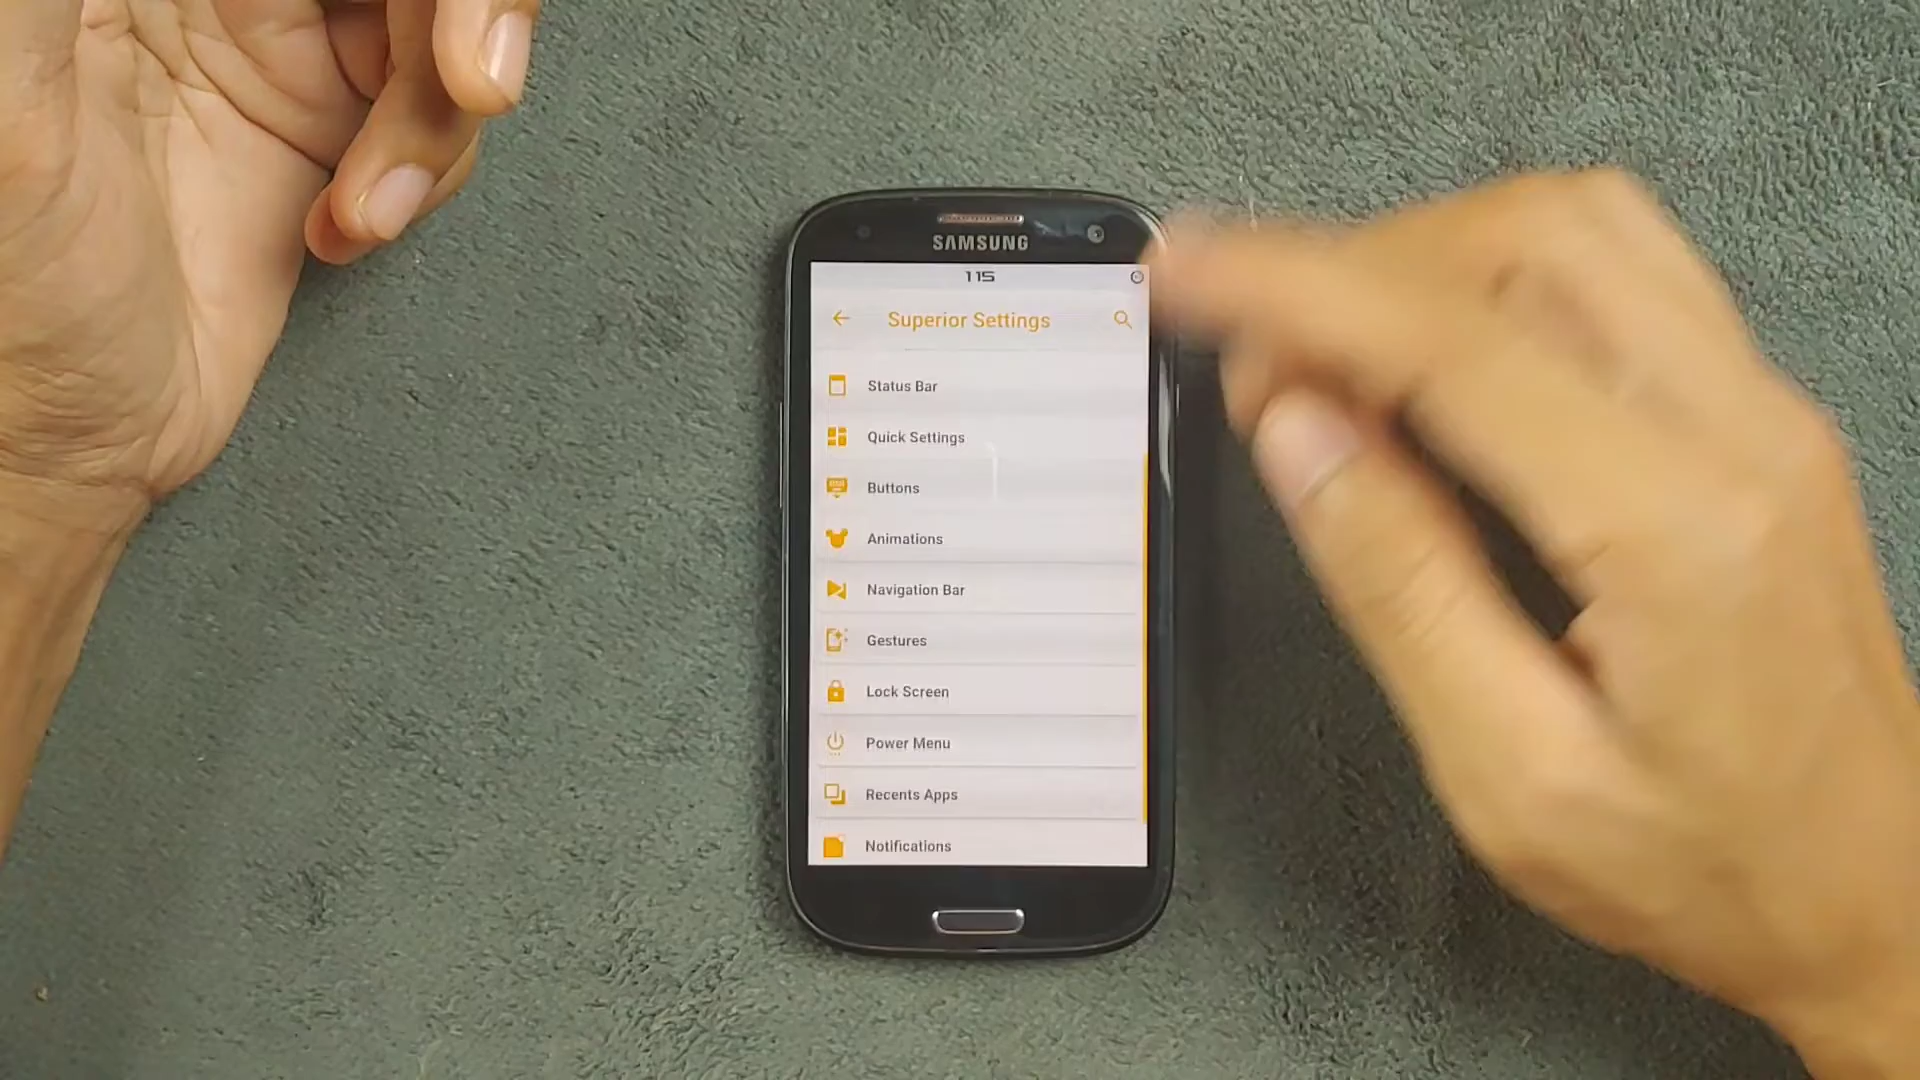 SAMSUNG
115
Superior Settings
Status Bar
Quick Settings
Buttons
Animations
Navigation Bar
Gestures
Lock Screen
Power Menu
Recents Apps
Notifications